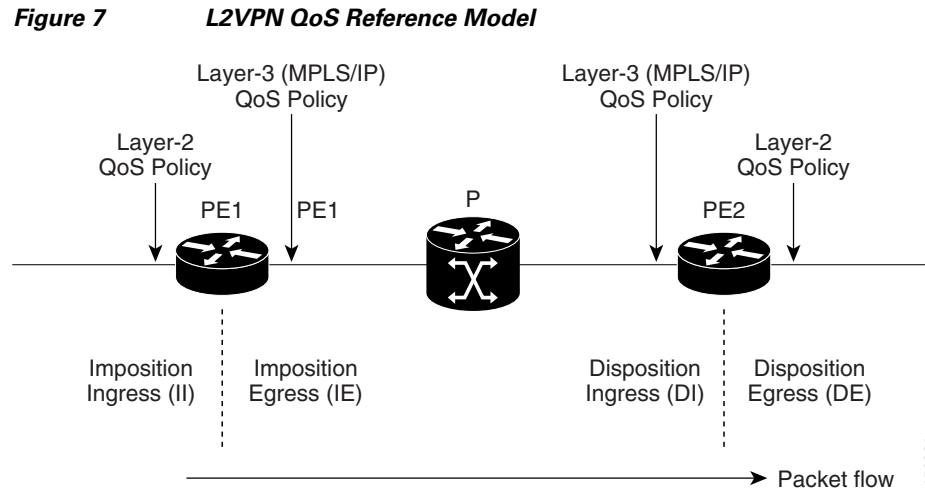 Figure 7 L2VPN QoS Reference Model
Layer-3 (MPLS/IP)
QoS Policy
Layer-3 (MPLS/IP)
QoS Policy
Layer-2
QoS Policy
Layer-2
QoS Policy
PE1
PE1
P
PE2
Imposition
Ingress (II)
Imposition
Egress (IE)
Disposition
Ingress (DI)
Disposition
Egress (DE)
Packet flow